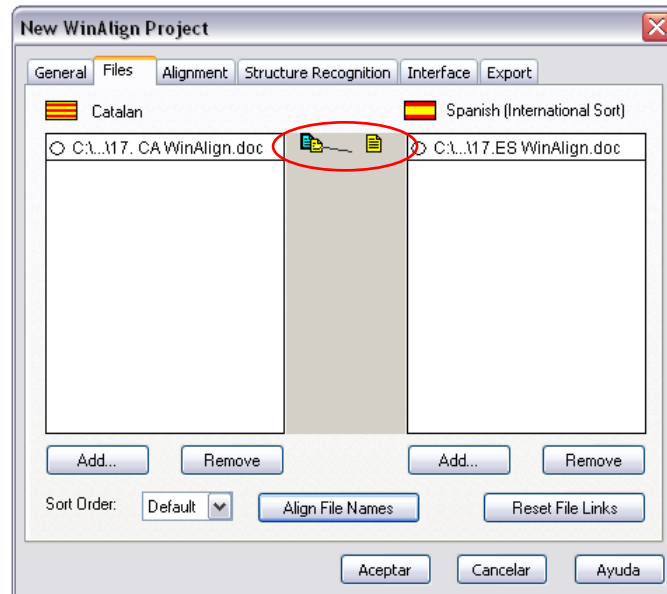 New WinAlign Project
General Files Alignment Structure Recognition Interface Export
Catalan Spanish (International Sort)
C:\...\17. CA WinAlign.doc C:\...\17.ES WinAlign.doc
Add... Remove Add... Remove
Sort Order: Default Align File Names Reset File Links
Aceptar Cancelar Ayuda